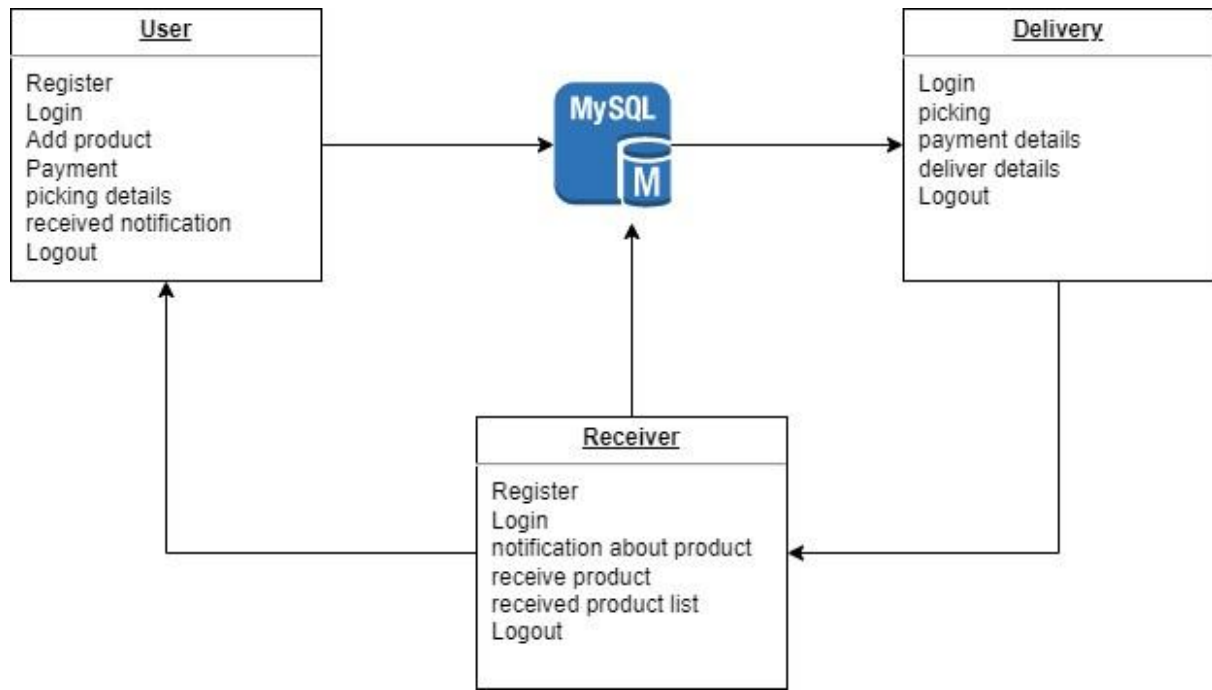 User
Register
Login
Add product
Payment
picking details
received notification
Logout
MySQL
M
Delivery
Login
picking
payment details
deliver details
Logout
Receiver
Register
Login
notification about product
receive product
received product list
Logout